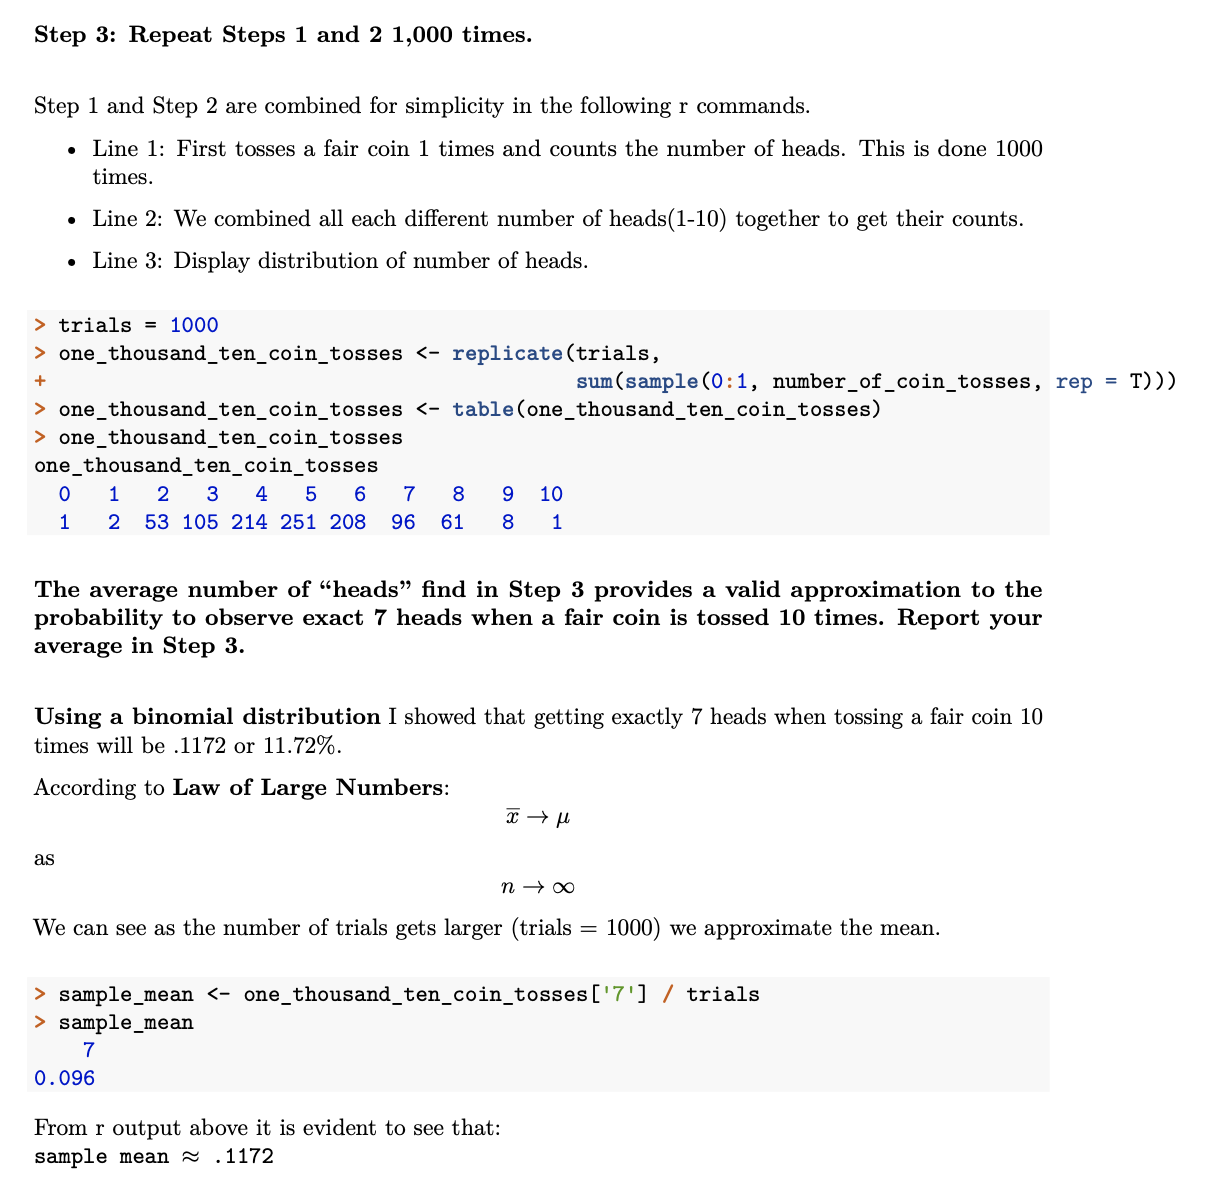 Step 3: Repeat Steps 1 and 2 1,000 times.
Step 1 and Step 2 are combined for simplicity in the following r commands.
• Line 1: First tosses a fair coin 1 times and counts the number of heads. This is done 1000
times.
• Line 2: We combined all each different number of heads(1-10) together to get their counts.
• Line 3: Display distribution of number of heads.
> trials = 1000
> one_thousand_ten_coin_tosses <- replicate(trials,
+                                            sum(sample(0:1, number_of_coin_tosses, rep = T)))
> one_thousand_ten_coin_tosses <- table(one_thousand_ten_coin_tosses)
> one_thousand_ten_coin_tosses
one_thousand_ten_coin_tosses
  0   1   2   3   4   5   6   7   8   9  10
  1   2  53 105 214 251 208  96  61   8   1
The average number of “heads” find in Step 3 provides a valid approximation to the
probability to observe exact 7 heads when a fair coin is tossed 10 times. Report your
average in Step 3.
Using a binomial distribution I showed that getting exactly 7 heads when tossing a fair coin 10
times will be .1172 or 11.72%.
According to Law of Large Numbers:
x̅ → μ
as
n → ∞
We can see as the number of trials gets larger (trials = 1000) we approximate the mean.
> sample_mean <- one_thousand_ten_coin_tosses['7'] / trials
> sample_mean
    7
0.096
From r output above it is evident to see that:
sample mean ≈ .1172